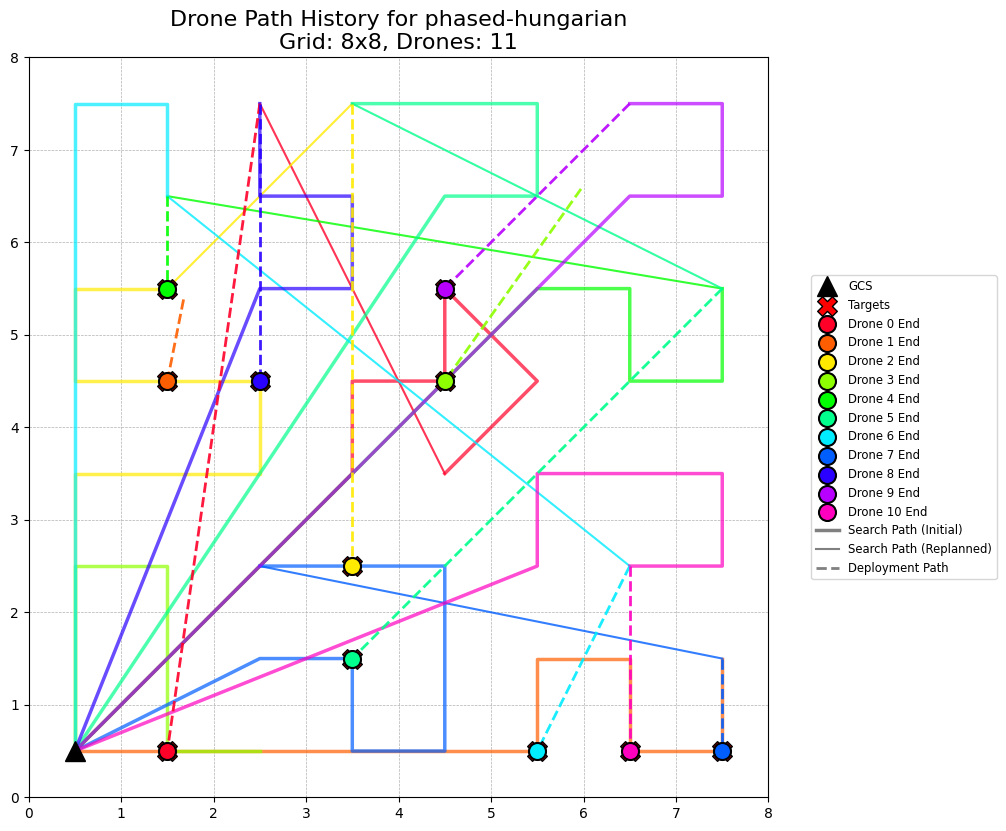 Drone Path History for phased-hungarian
Grid: 8x8, Drones: 11
8
7
6
5
4
3
2
1
0
0 1 2 3 4 5 6 7 8
GCS
Targets
Drone 0 End
Drone 1 End
Drone 2 End
Drone 3 End
Drone 4 End
Drone 5 End
Drone 6 End
Drone 7 End
Drone 8 End
Drone 9 End
Drone 10 End
Search Path (Initial)
Search Path (Replanned)
Deployment Path